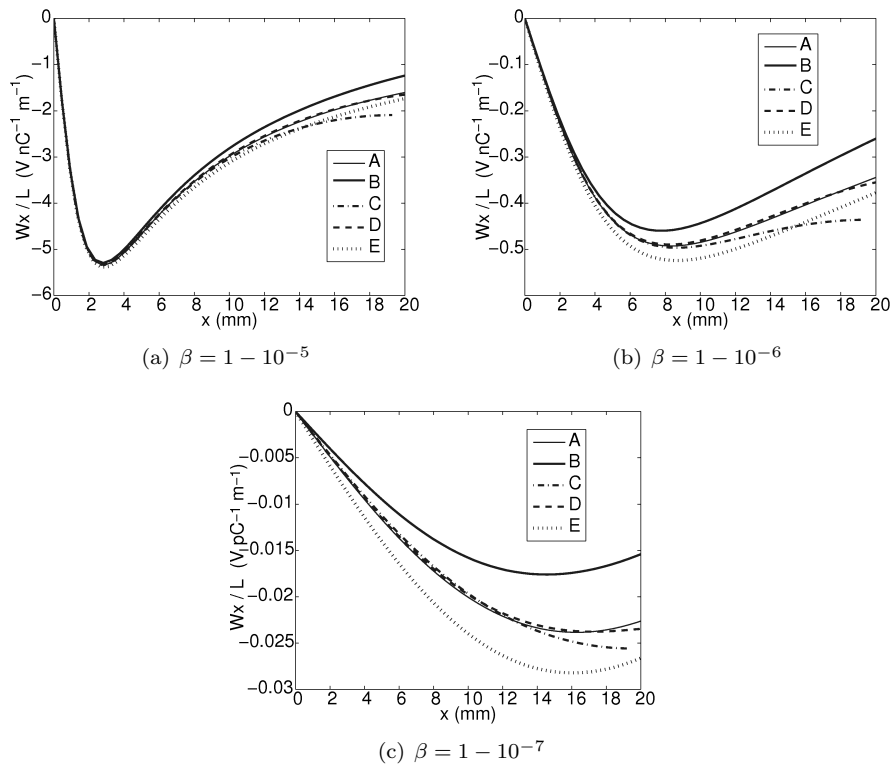 0
−1
−2
−3
−4
−5
−6
Wx / L (V nC⁻¹ m⁻¹)
A
B
C
D
E
0 2 4 6 8 10 12 14 16 18 20
x (mm)
(a) β = 1 − 10⁻⁵
0
−0.1
−0.2
−0.3
−0.4
−0.5
Wx / L (V nC⁻¹ m⁻¹)
A
B
C
D
E
0 2 4 6 8 10 12 14 16 18 20
x (mm)
(b) β = 1 − 10⁻⁶
0
−0.005
−0.01
−0.015
−0.02
−0.025
−0.03
Wx / L (V pC⁻¹ m⁻¹)
A
B
C
D
E
0 2 4 6 8 10 12 14 16 18 20
x (mm)
(c) β = 1 − 10⁻⁷